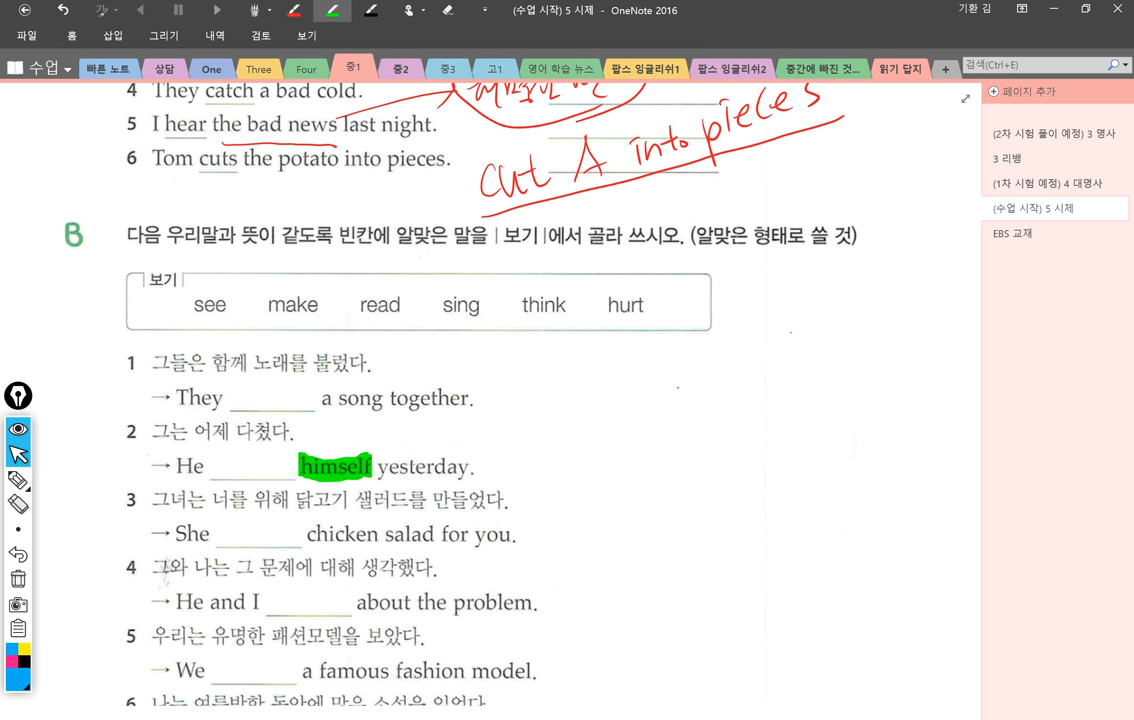 (수업 시작) 5 시제 - OneNote 2016
기환 김
파일 홈 삽입 그리기 내역 검토 보기
수업 빠른 노트 상담 One Three Four 중1 중2 중3 고1 영어 학습 뉴스 팝스 잉글리쉬1 팝스 잉글리쉬2 중간에 빠진 것... 읽기 답지 + 검색(Ctrl+E)
페이지 추가
(2차 시험 풀이 예정) 3 명사
3 리뱅
(1차 시험 예정) 4 대명사
(수업 시작) 5 시제
EBS 교재
4 They catch a bad cold.
5 I hear the bad news last night.
6 Tom cuts the potato into pieces.
cut A into pieces
B 다음 우리말과 뜻이 같도록 빈칸에 알맞은 말을 |보기|에서 골라 쓰시오. (알맞은 형태로 쓸 것)
보기
see make read sing think hurt
1 그들은 함께 노래를 불렀다.
→ They ________ a song together.
2 그는 어제 다쳤다.
→ He ________ himself yesterday.
3 그녀는 너를 위해 닭고기 샐러드를 만들었다.
→ She ________ chicken salad for you.
4 그와 나는 그 문제에 대해 생각했다.
→ He and I ________ about the problem.
5 우리는 유명한 패션모델을 보았다.
→ We ________ a famous fashion model.
6 나는